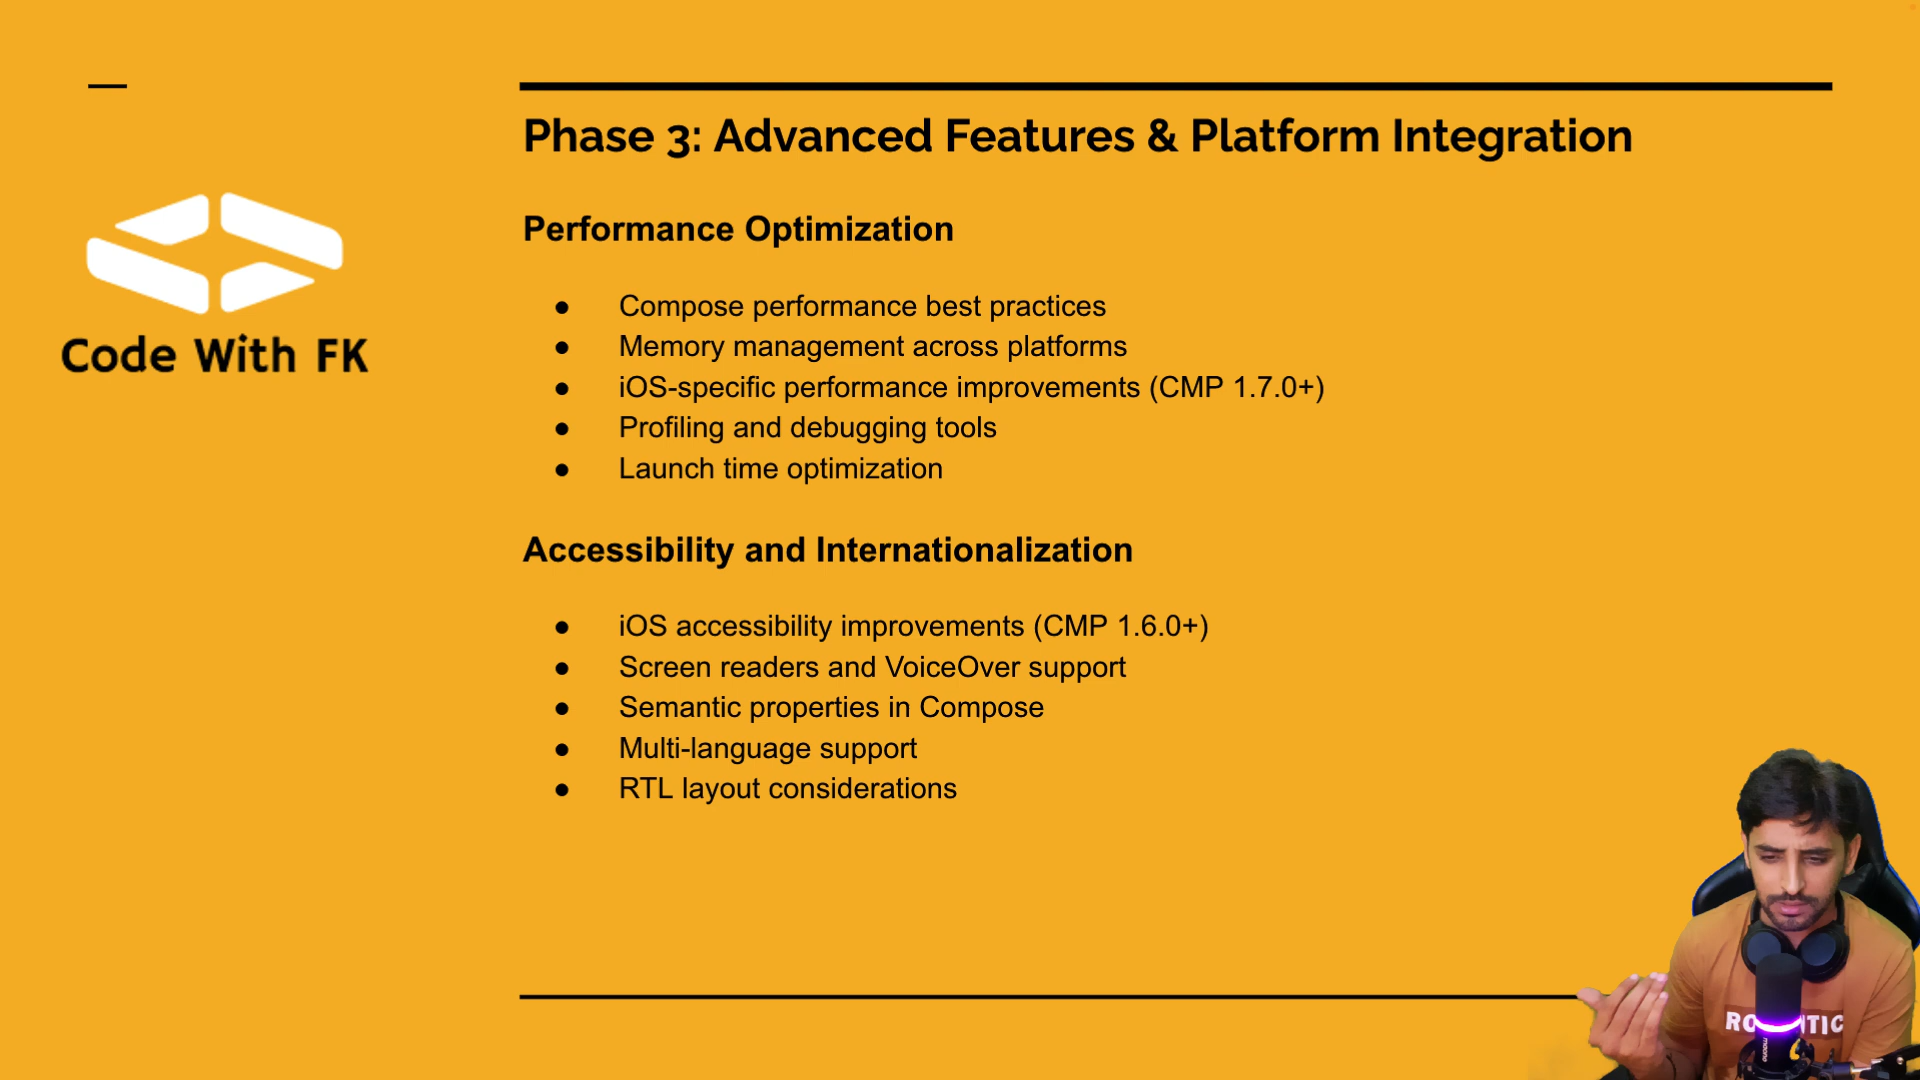 Phase 3: Advanced Features & Platform Integration
Code With FK
Performance Optimization
● Compose performance best practices
● Memory management across platforms
● iOS-specific performance improvements (CMP 1.7.0+)
● Profiling and debugging tools
● Launch time optimization
Accessibility and Internationalization
● iOS accessibility improvements (CMP 1.6.0+)
● Screen readers and VoiceOver support
● Semantic properties in Compose
● Multi-language support
● RTL layout considerations
maono